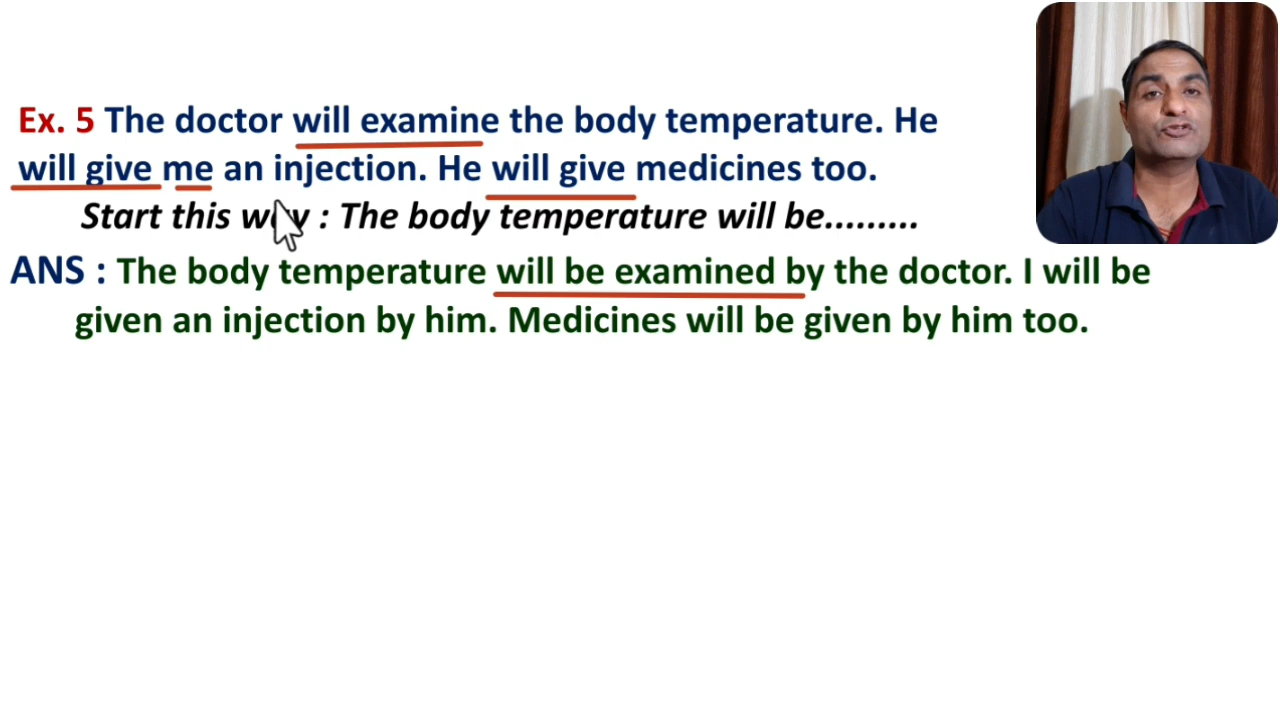 Ex. 5 The doctor will examine the body temperature. He
will give me an injection. He will give medicines too.
Start this way : The body temperature will be.........
ANS : The body temperature will be examined by the doctor. I will be
given an injection by him. Medicines will be given by him too.